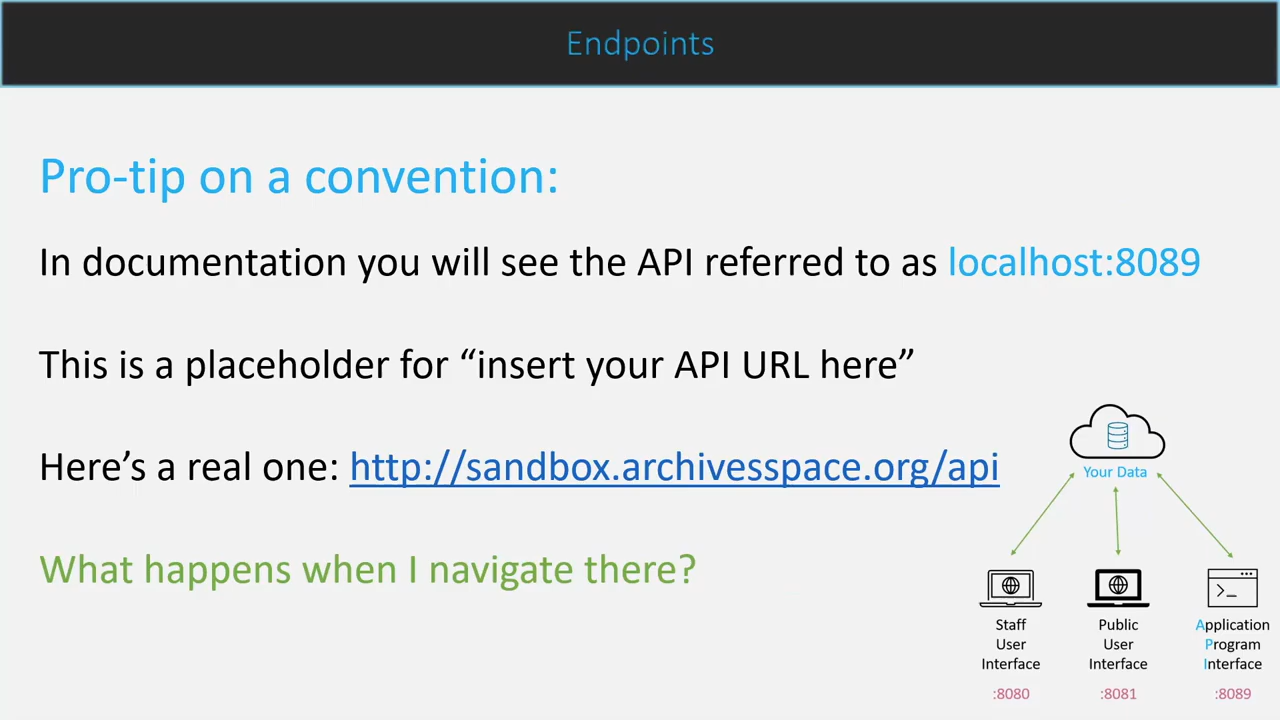 Endpoints
Pro-tip on a convention:
In documentation you will see the API referred to as localhost:8089
This is a placeholder for “insert your API URL here”
Here’s a real one: http://sandbox.archivesspace.org/api
What happens when I navigate there?
Your Data
Staff
User
Interface
:8080
Public
User
Interface
:8081
Application
Program
Interface
:8089